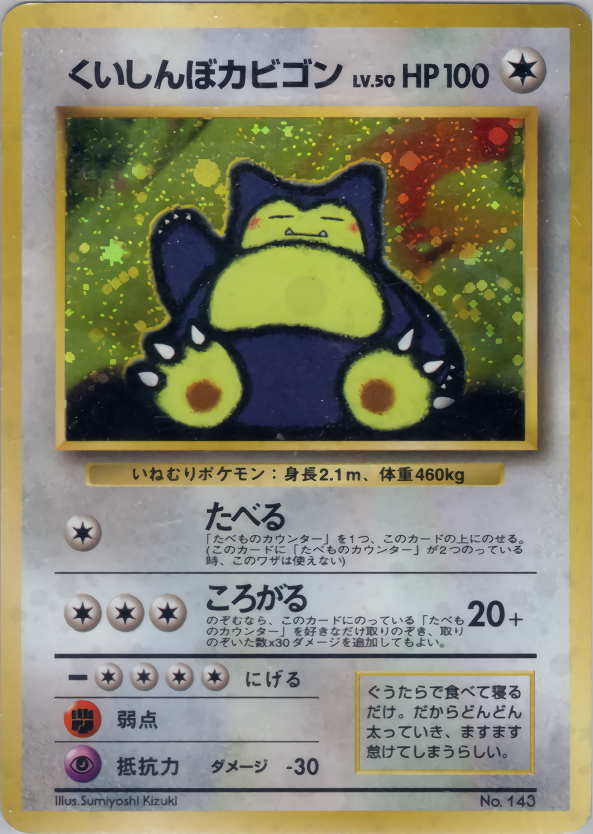 くいしんぼカビゴン LV.50 HP100
いねむりポケモン：身長2.1m、体重460kg
たべる
「たべものカウンター」を1つ、このカードの上にのせる。
(このカードに「たべものカウンター」が2つのっている
時、このワザは使えない)
ころがる 20+
のぞむなら、このカードにのっている「たべも
のカウンター」を好きなだけ取りのぞき、取り
のぞいた数x30ダメージを追加してもよい。
にげる
弱点
抵抗力 ダメージ -30
ぐうたらで食べて寝る
だけ。だからどんどん
太っていき、ますます
怠けてしまうらしい。
Illus.Sumiyoshi Kizuki No. 143